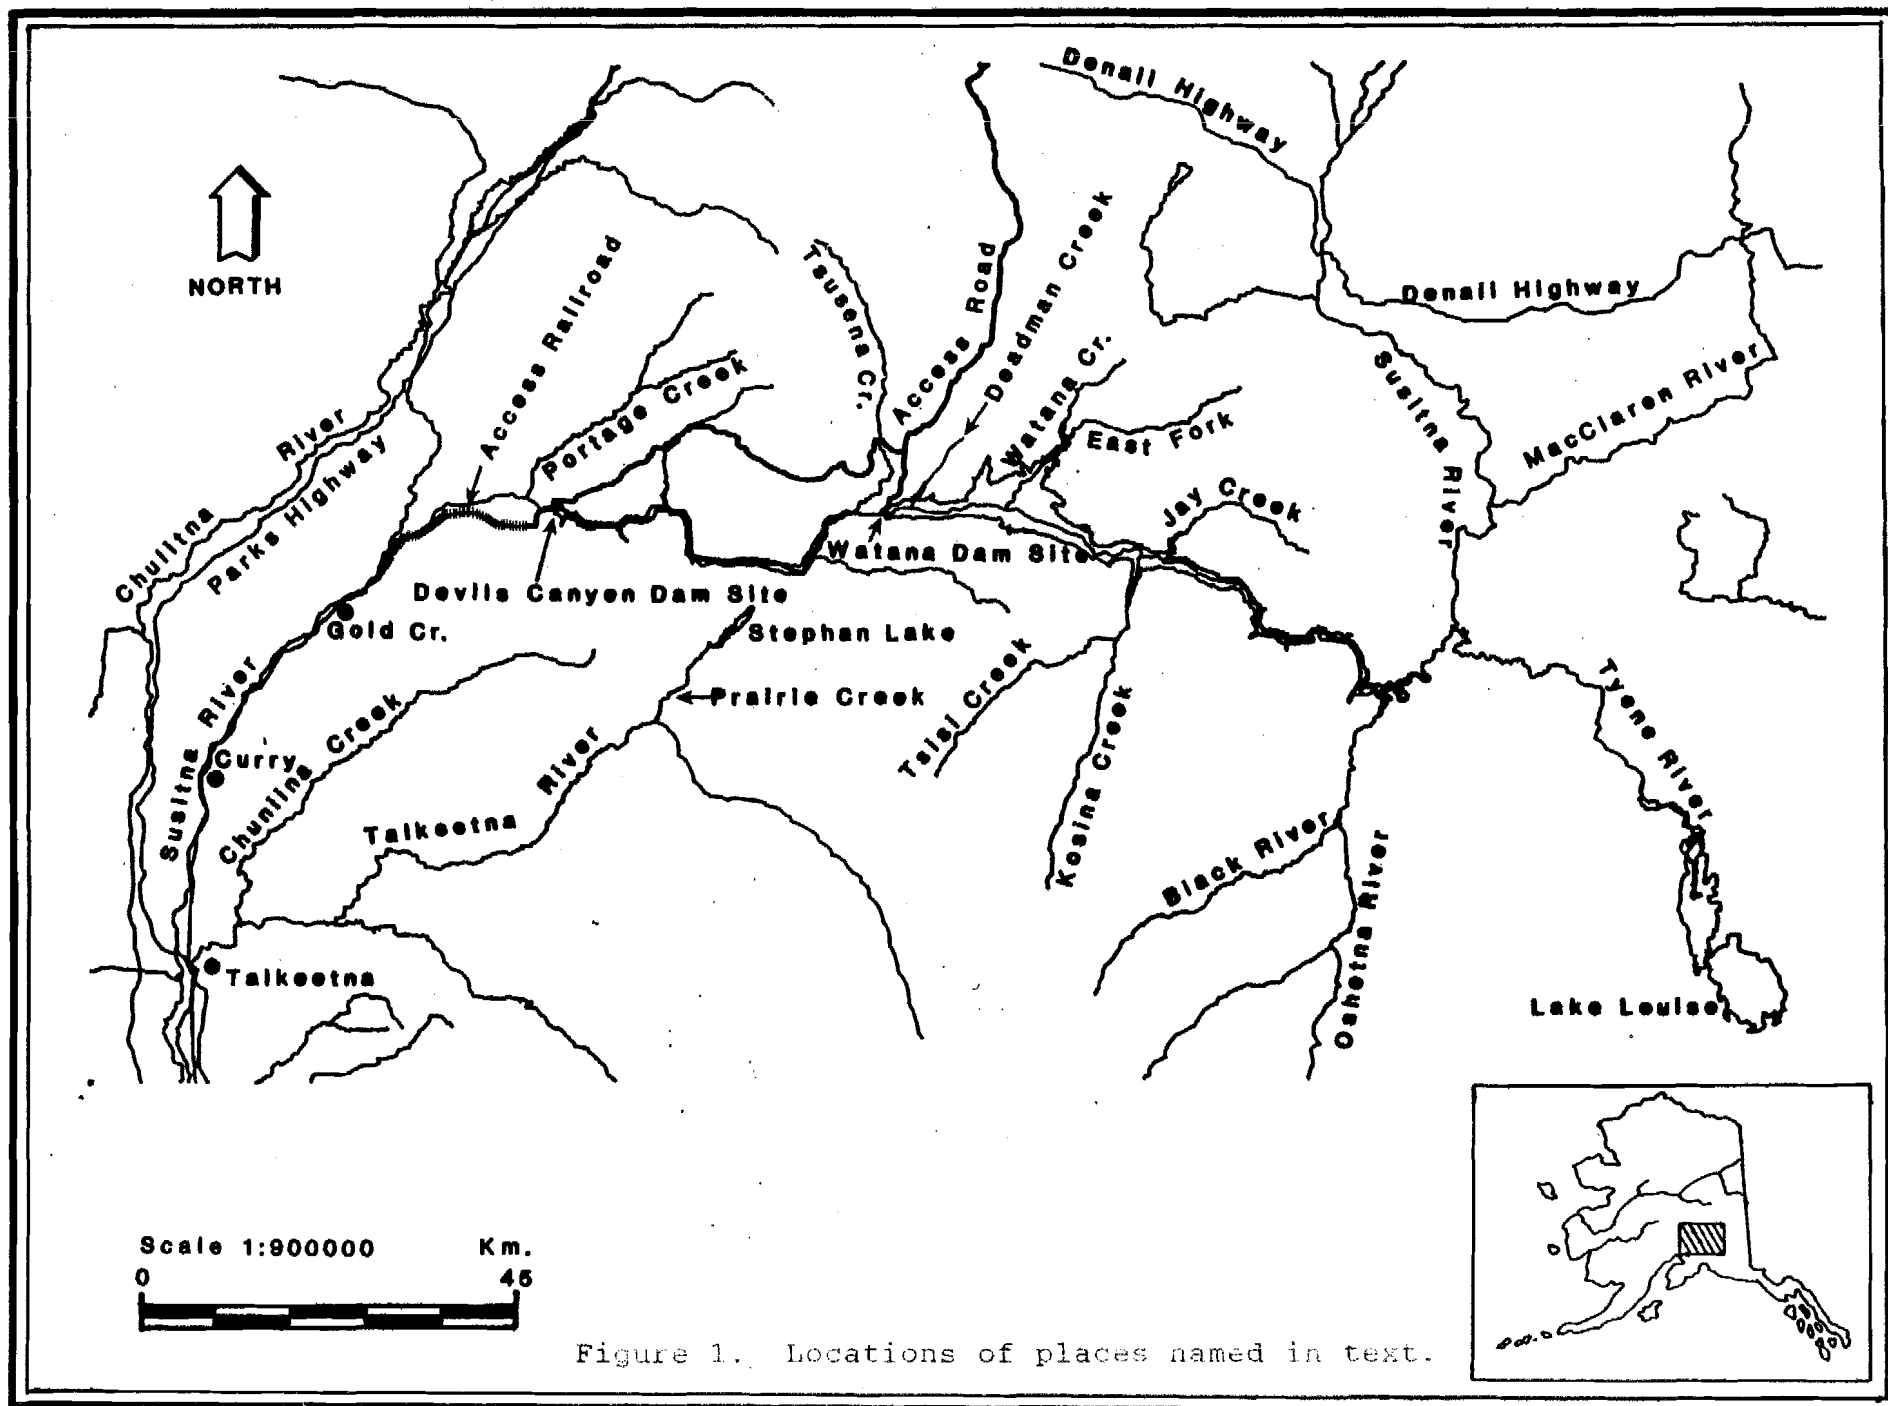 Denali Highway
NORTH
Access Railroad
Tsusena Cr.
Access Road
Deadman Creek
Denali Highway
Portage Creek
Watana Cr.
East Fork
Susitna River
MacClaren River
Chulitna River
Parks Highway
Jay Creek
Watana Dam Site
Devils Canyon Dam Site
Gold Cr.
Stephan Lake
Prairie Creek
Susitna River
Curry
Chunilna Creek
Talkeetna River
Tsisi Creek
Kosina Creek
Tyone River
Black River
Oshetna River
Talkeetna
Lake Louise
Scale 1:900000 Km.
0 45
Figure 1. Locations of places named in text.